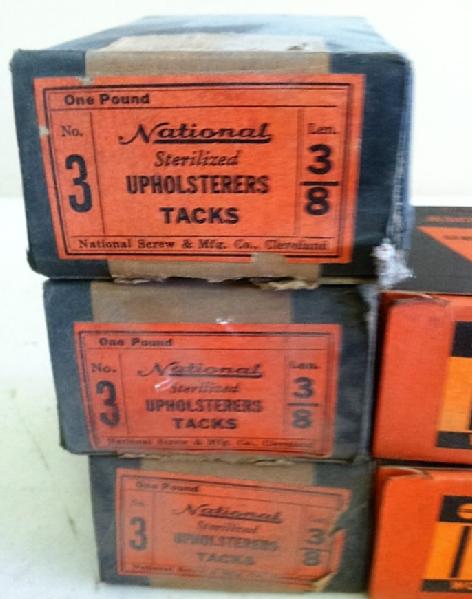 One Pound
No. 3
National
Sterilized
UPHOLSTERERS
TACKS
Len. 3/8
National Screw & Mfg. Co., Cleveland
One Pound
No. 3
National
Sterilized
UPHOLSTERERS
TACKS
Len. 3/8
National Screw & Mfg. Co., Cleveland
One Pound
No. 3
National
Sterilized
UPHOLSTERERS
TACKS
3/8
National